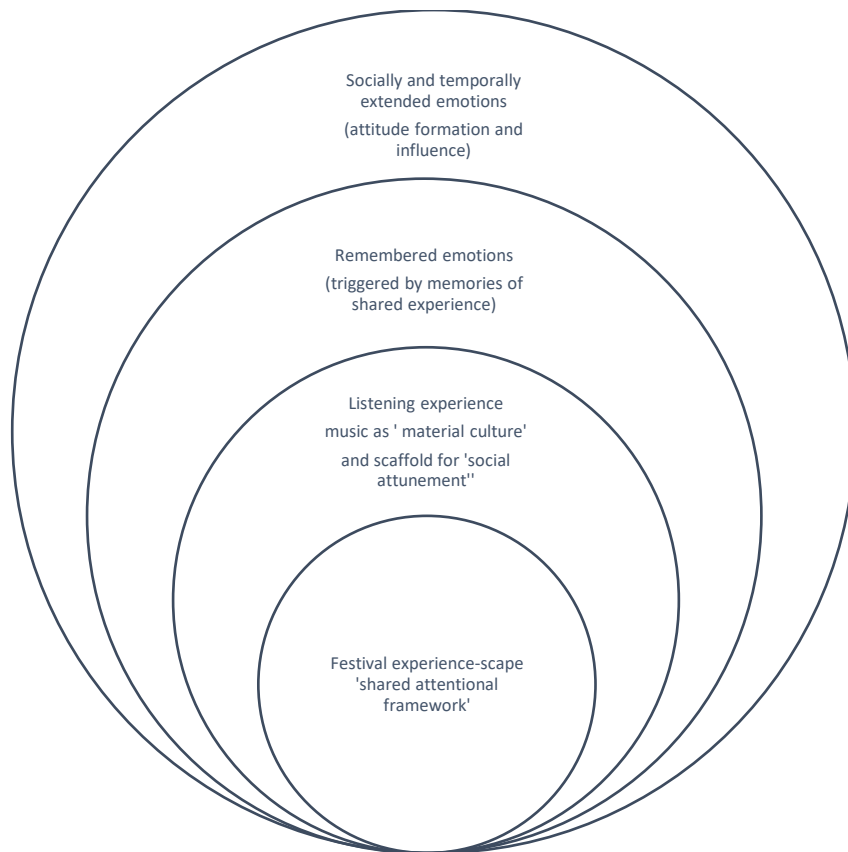 Socially and temporally
extended emotions
(attitude formation and
influence)
Remembered emotions
(triggered by memories of
shared experience)
Listening experience
music as ' material culture'
and scaffold for 'social
attunement''
Festival experience-scape
'shared attentional
framework'